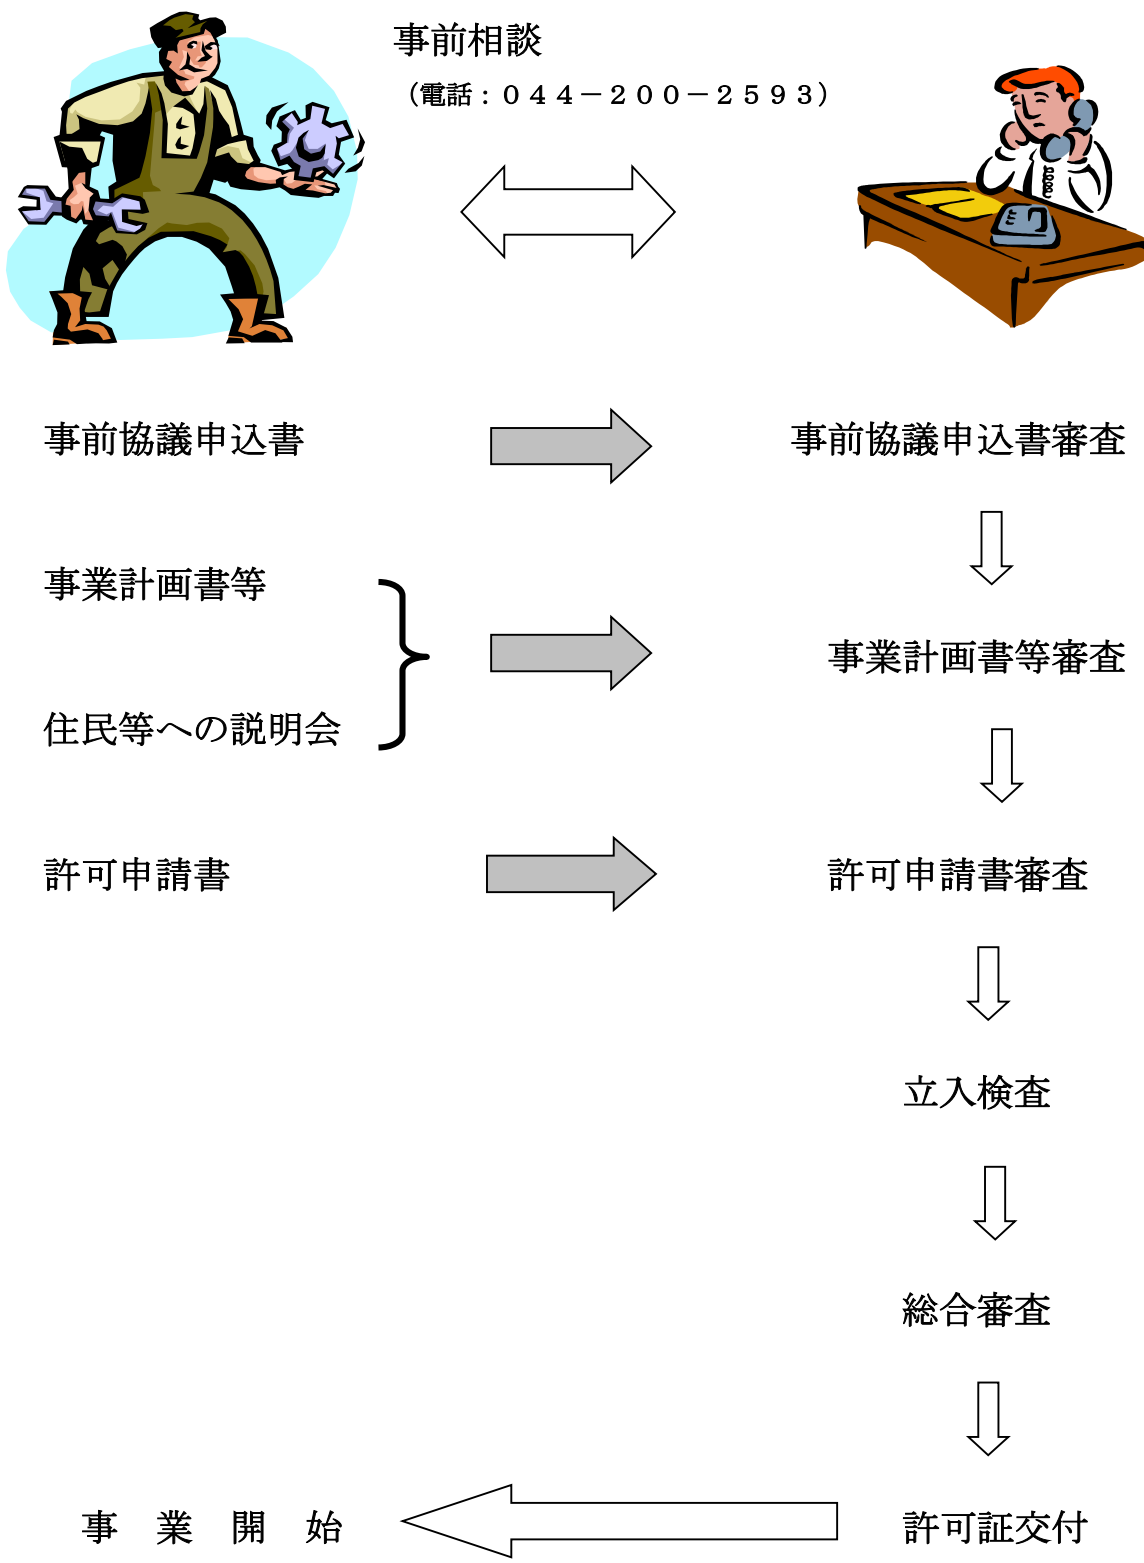 事前相談
（電話：０４４－２００－２５９３）
事前協議申込書
事前協議申込書審査
事業計画書等
事業計画書等審査
住民等への説明会
許可申請書
許可申請書審査
立入検査
総合審査
事　業　開　始
許可証交付